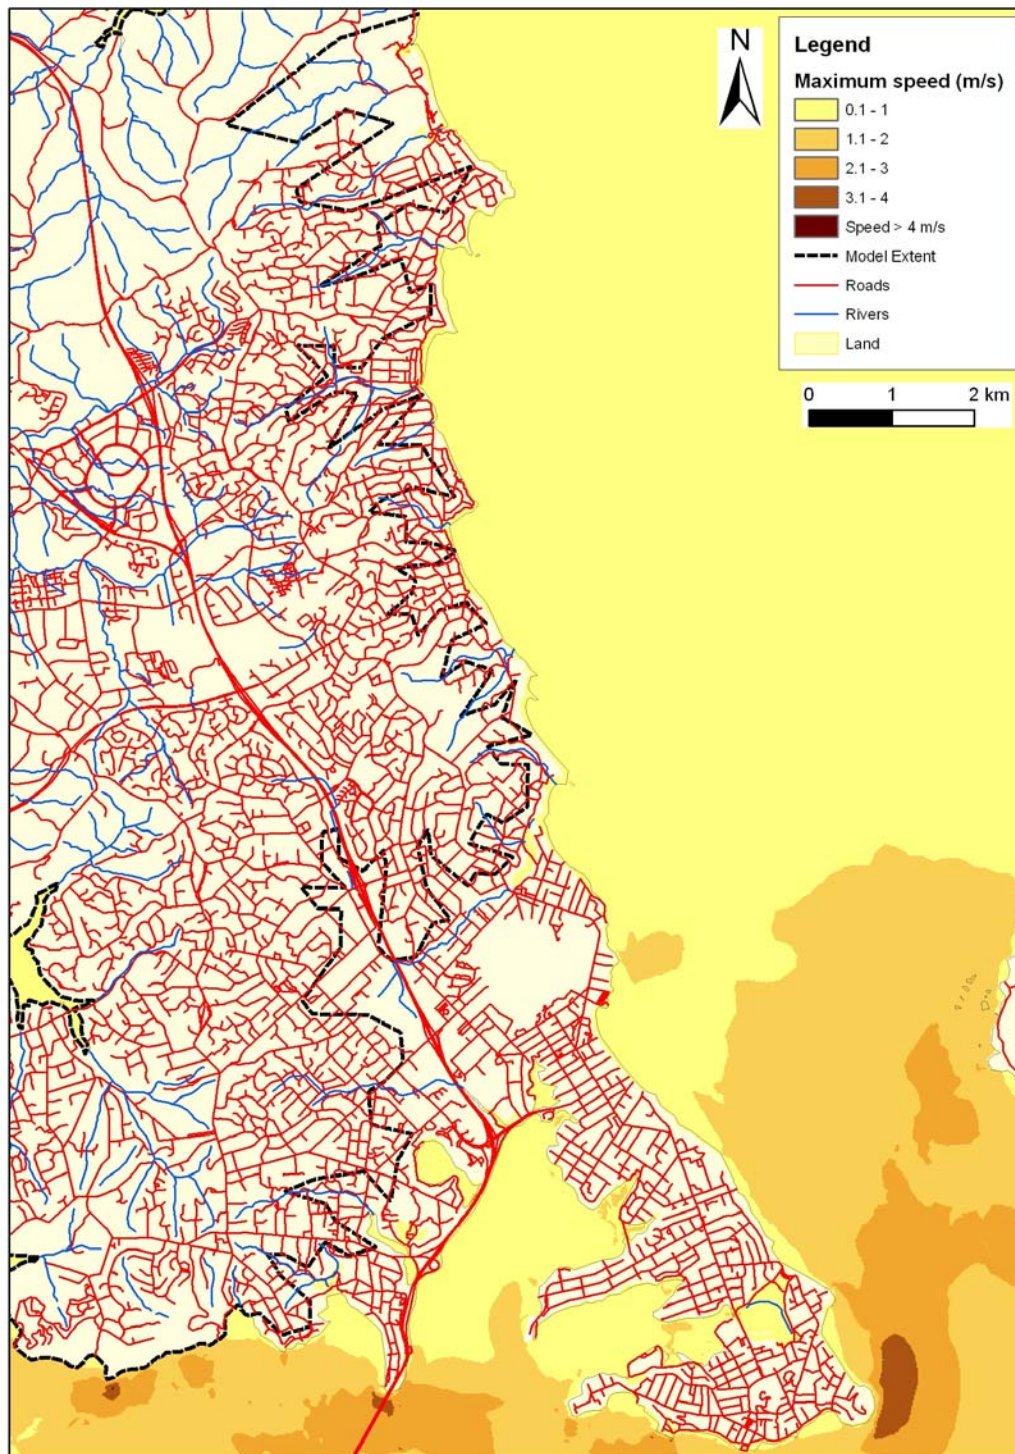 N
Legend
Maximum speed (m/s)
0.1 - 1
1.1 - 2
2.1 - 3
3.1 - 4
Speed > 4 m/s
Model Extent
Roads
Rivers
Land
0 1 2 km